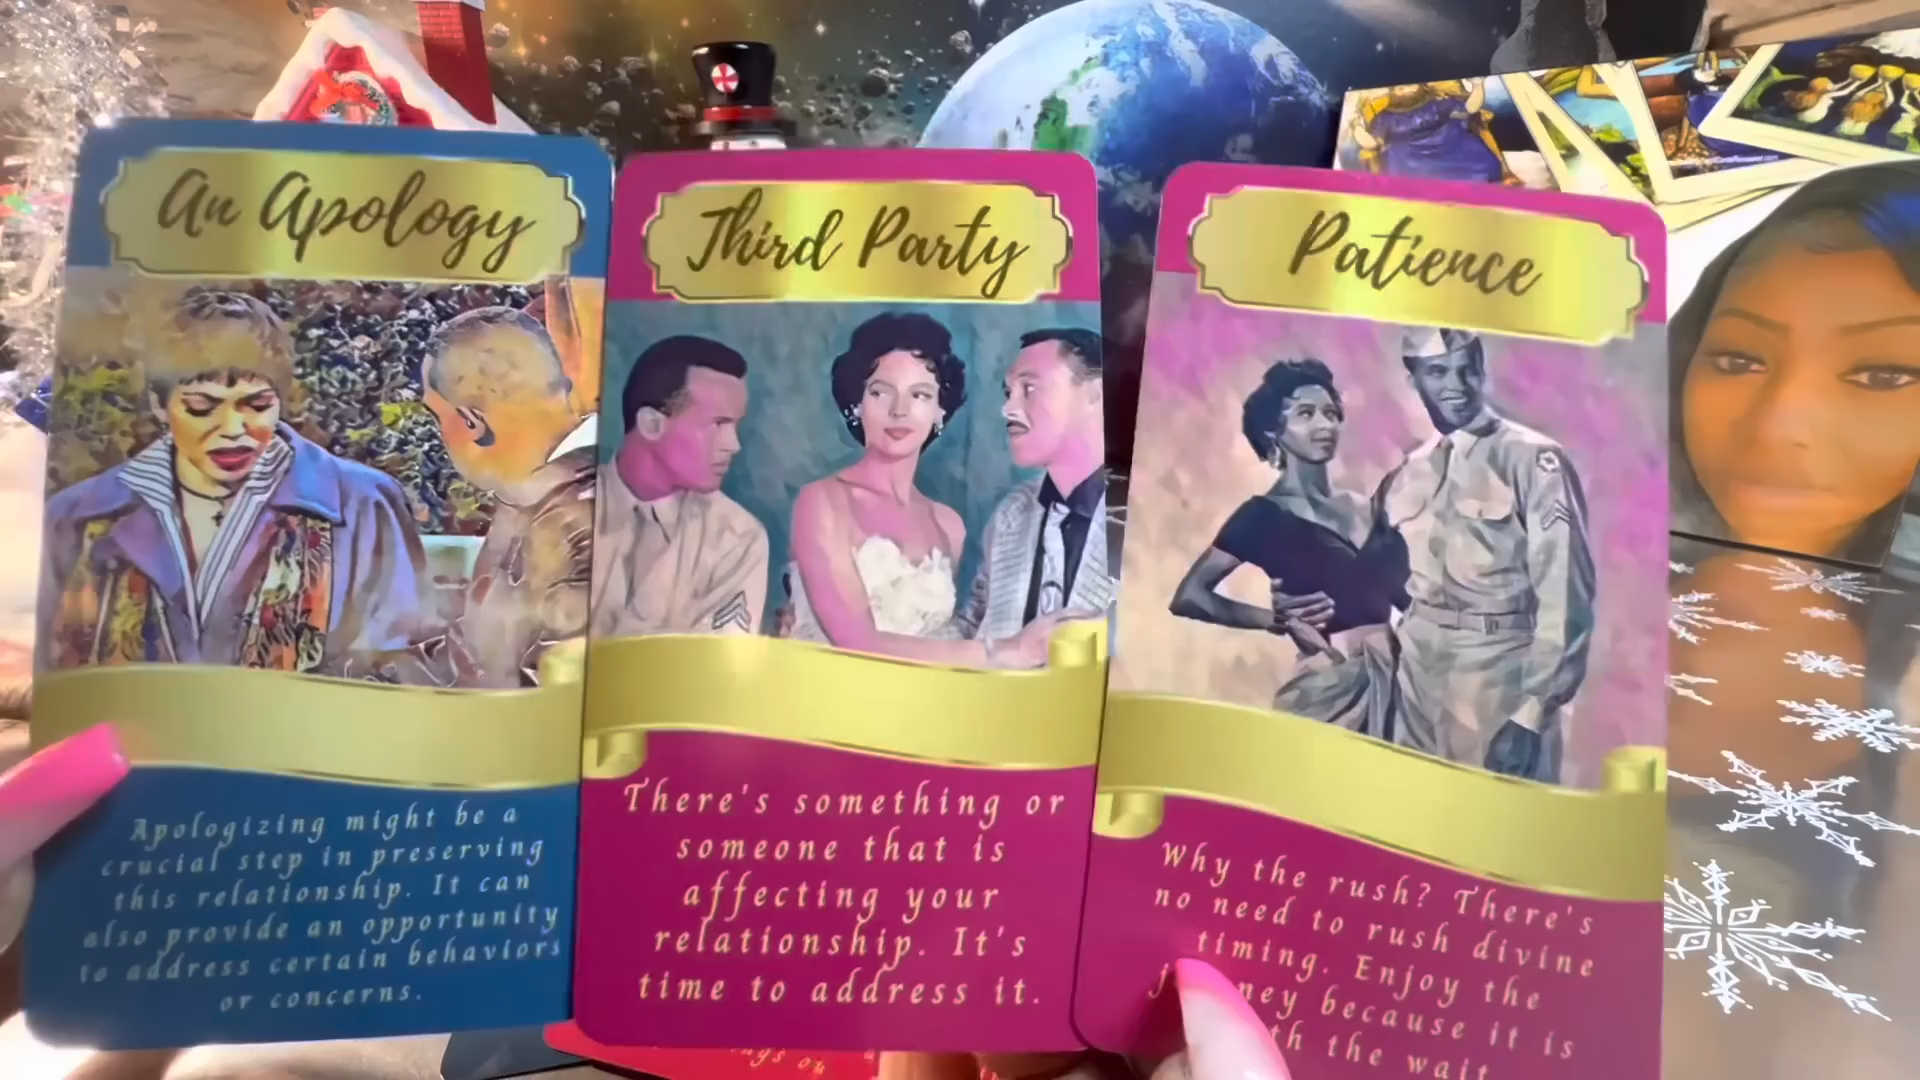 An Apology
Apologizing might be a
crucial step in preserving
this relationship. It can
also provide an opportunity
to address certain behaviors
or concerns.
Third Party
There's something or
someone that is
affecting your
relationship. It's
time to address it.
Patience
Why the rush? There's
no need to rush divine
timing. Enjoy the
because it is
the wait